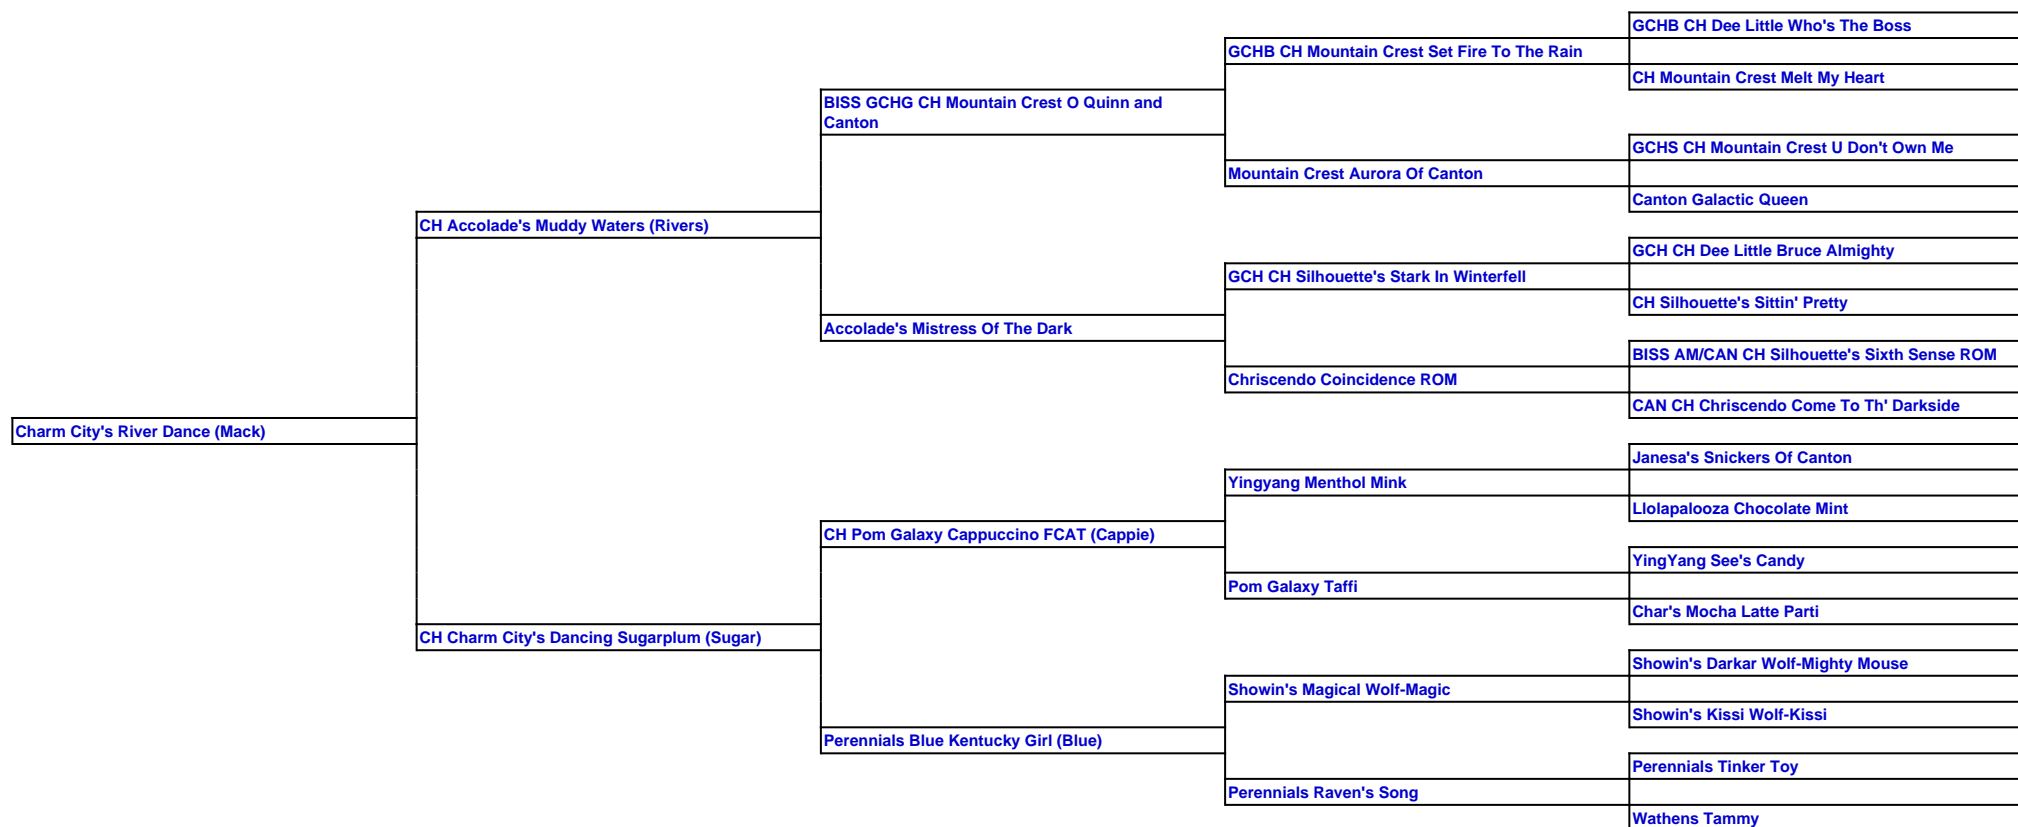 GCHB CH Dee Little Who's The Boss
GCHB CH Mountain Crest Set Fire To The Rain
CH Mountain Crest Melt My Heart
BISS GCHG CH Mountain Crest O Quinn and
Canton
GCHS CH Mountain Crest U Don't Own Me
Mountain Crest Aurora Of Canton
Canton Galactic Queen
CH Accolade's Muddy Waters (Rivers)
GCH CH Dee Little Bruce Almighty
GCH CH Silhouette's Stark In Winterfell
CH Silhouette's Sittin' Pretty
Accolade's Mistress Of The Dark
BISS AM/CAN CH Silhouette's Sixth Sense ROM
Chriscendo Coincidence ROM
CAN CH Chriscendo Come To Th' Darkside
Charm City's River Dance (Mack)
Janesa's Snickers Of Canton
Yingyang Menthol Mink
Llolapalooza Chocolate Mint
CH Pom Galaxy Cappuccino FCAT (Cappie)
YingYang See's Candy
Pom Galaxy Taffi
Char's Mocha Latte Parti
CH Charm City's Dancing Sugarplum (Sugar)
Showin's Darkar Wolf-Mighty Mouse
Showin's Magical Wolf-Magic
Showin's Kissi Wolf-Kissi
Perennials Blue Kentucky Girl (Blue)
Perennials Tinker Toy
Perennials Raven's Song
Wathens Tammy